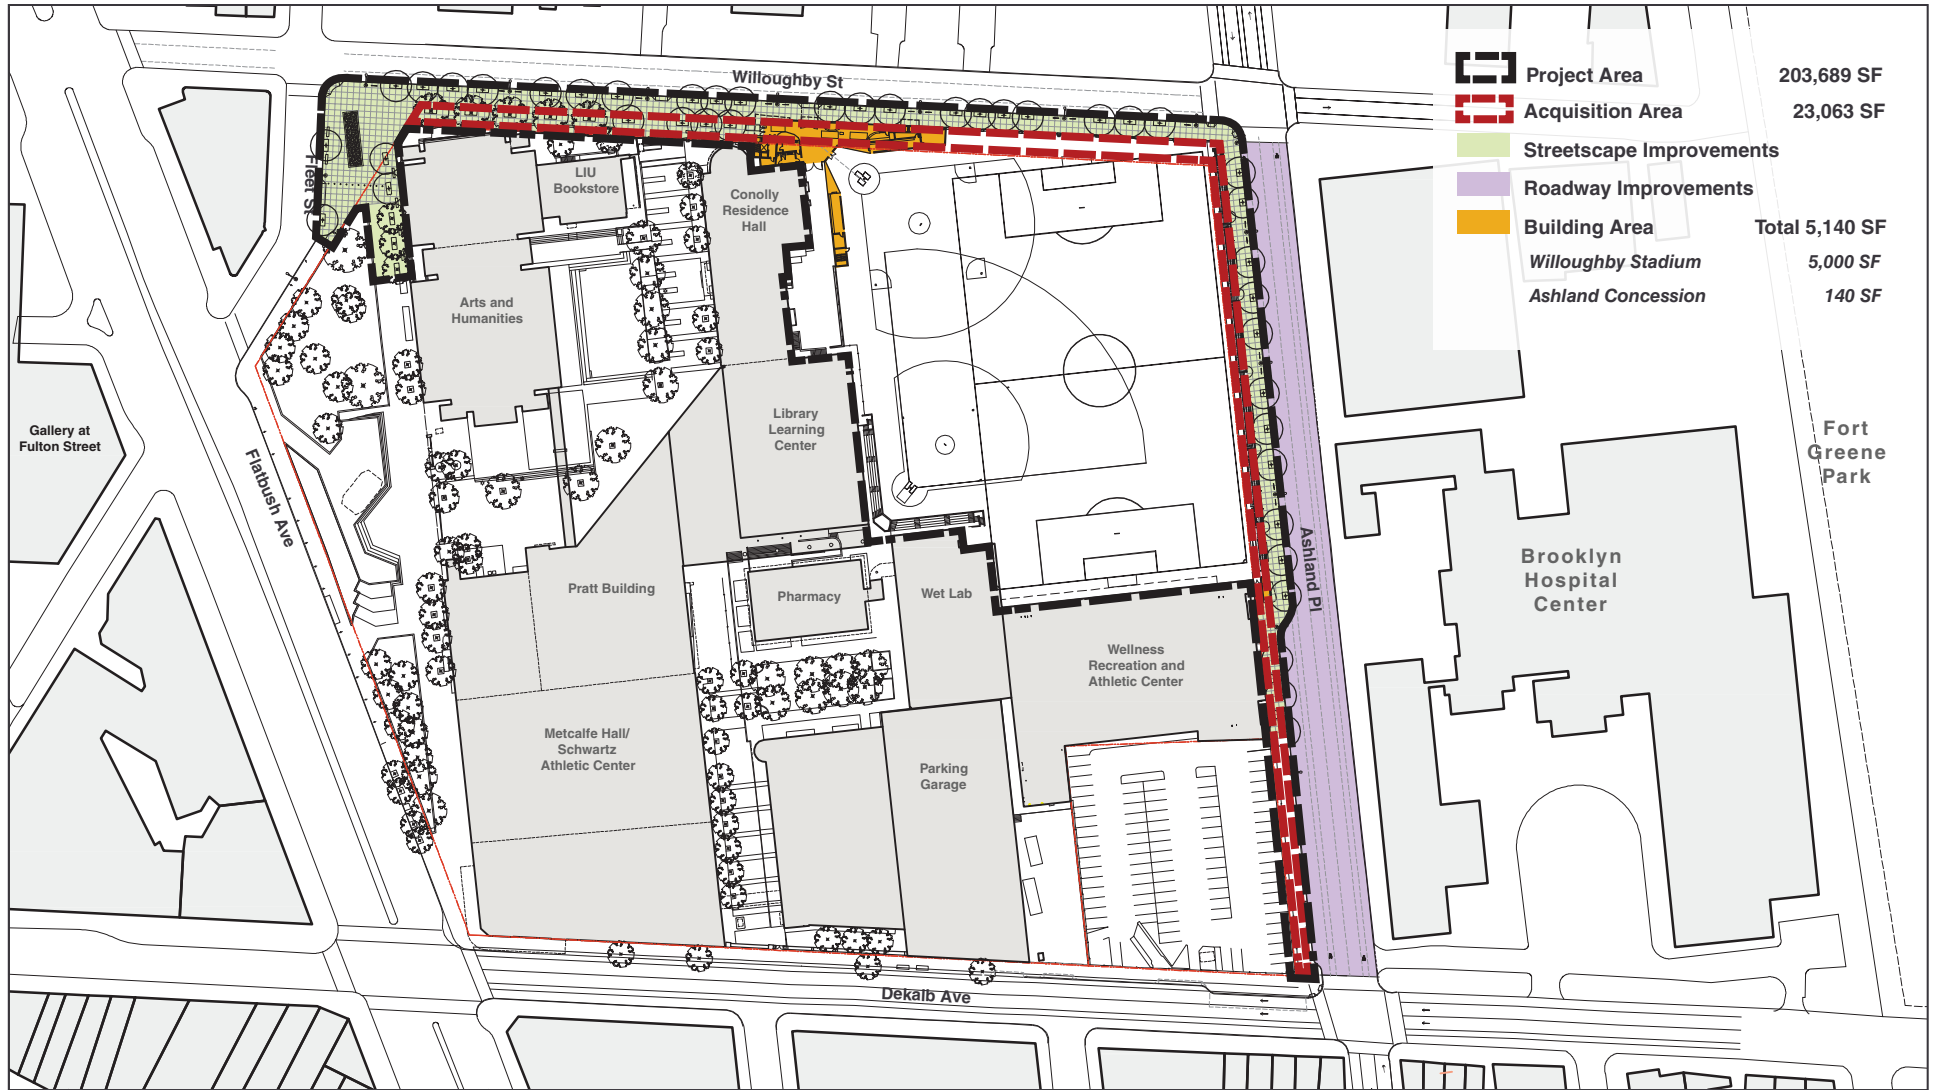 Willoughby St
Project Area 203,689 SF
Acquisition Area 23,063 SF
Streetscape Improvements
Roadway Improvements
Building Area Total 5,140 SF
Willoughby Stadium 5,000 SF
Ashland Concession 140 SF
Fleet St
LIU
Bookstore
Conolly
Residence
Hall
Arts and
Humanities
Library
Learning
Center
Gallery at
Fulton Street
Flatbush Ave
Fort
Greene
Park
Ashland Pl
Brooklyn
Hospital
Center
Pratt Building
Pharmacy
Wet Lab
Wellness
Recreation and
Athletic Center
Metcalfe Hall/
Schwartz
Athletic Center
Parking
Garage
Dekalb Ave